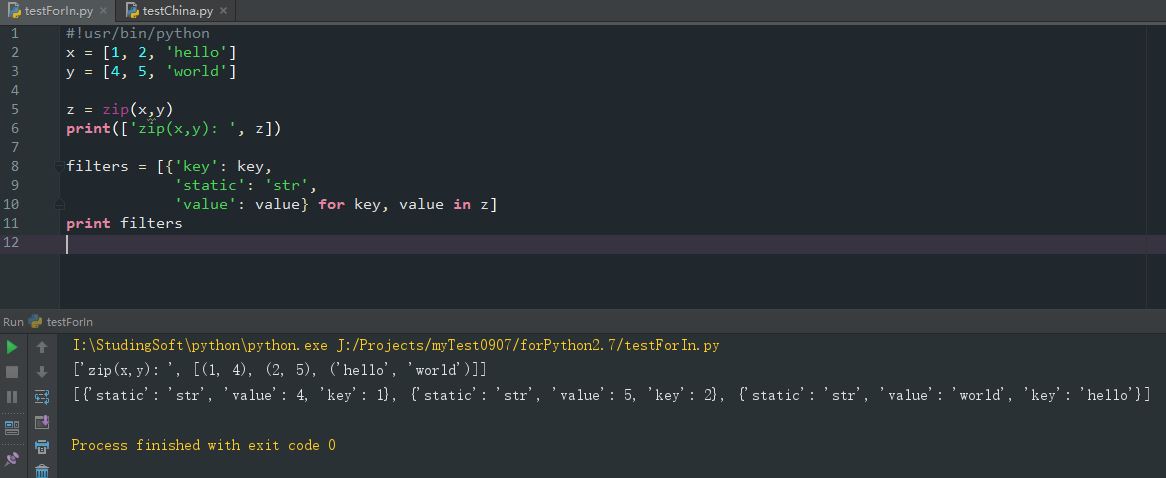 testForIn.py testChina.py
1 #!usr/bin/python
2 x = [1, 2, 'hello']
3 y = [4, 5, 'world']
4
5 z = zip(x,y)
6 print(['zip(x,y): ', z])
7
8 filters = [{'key': key,
9 'static': 'str',
10 'value': value} for key, value in z]
11 print filters
12
Run testForIn
I:\StudingSoft\python\python.exe J:/Projects/myTest0907/forPython2.7/testForIn.py
['zip(x,y): ', [(1, 4), (2, 5), ('hello', 'world')]]
[{'static': 'str', 'value': 4, 'key': 1}, {'static': 'str', 'value': 5, 'key': 2}, {'static': 'str', 'value': 'world', 'key': 'hello'}]
Process finished with exit code 0